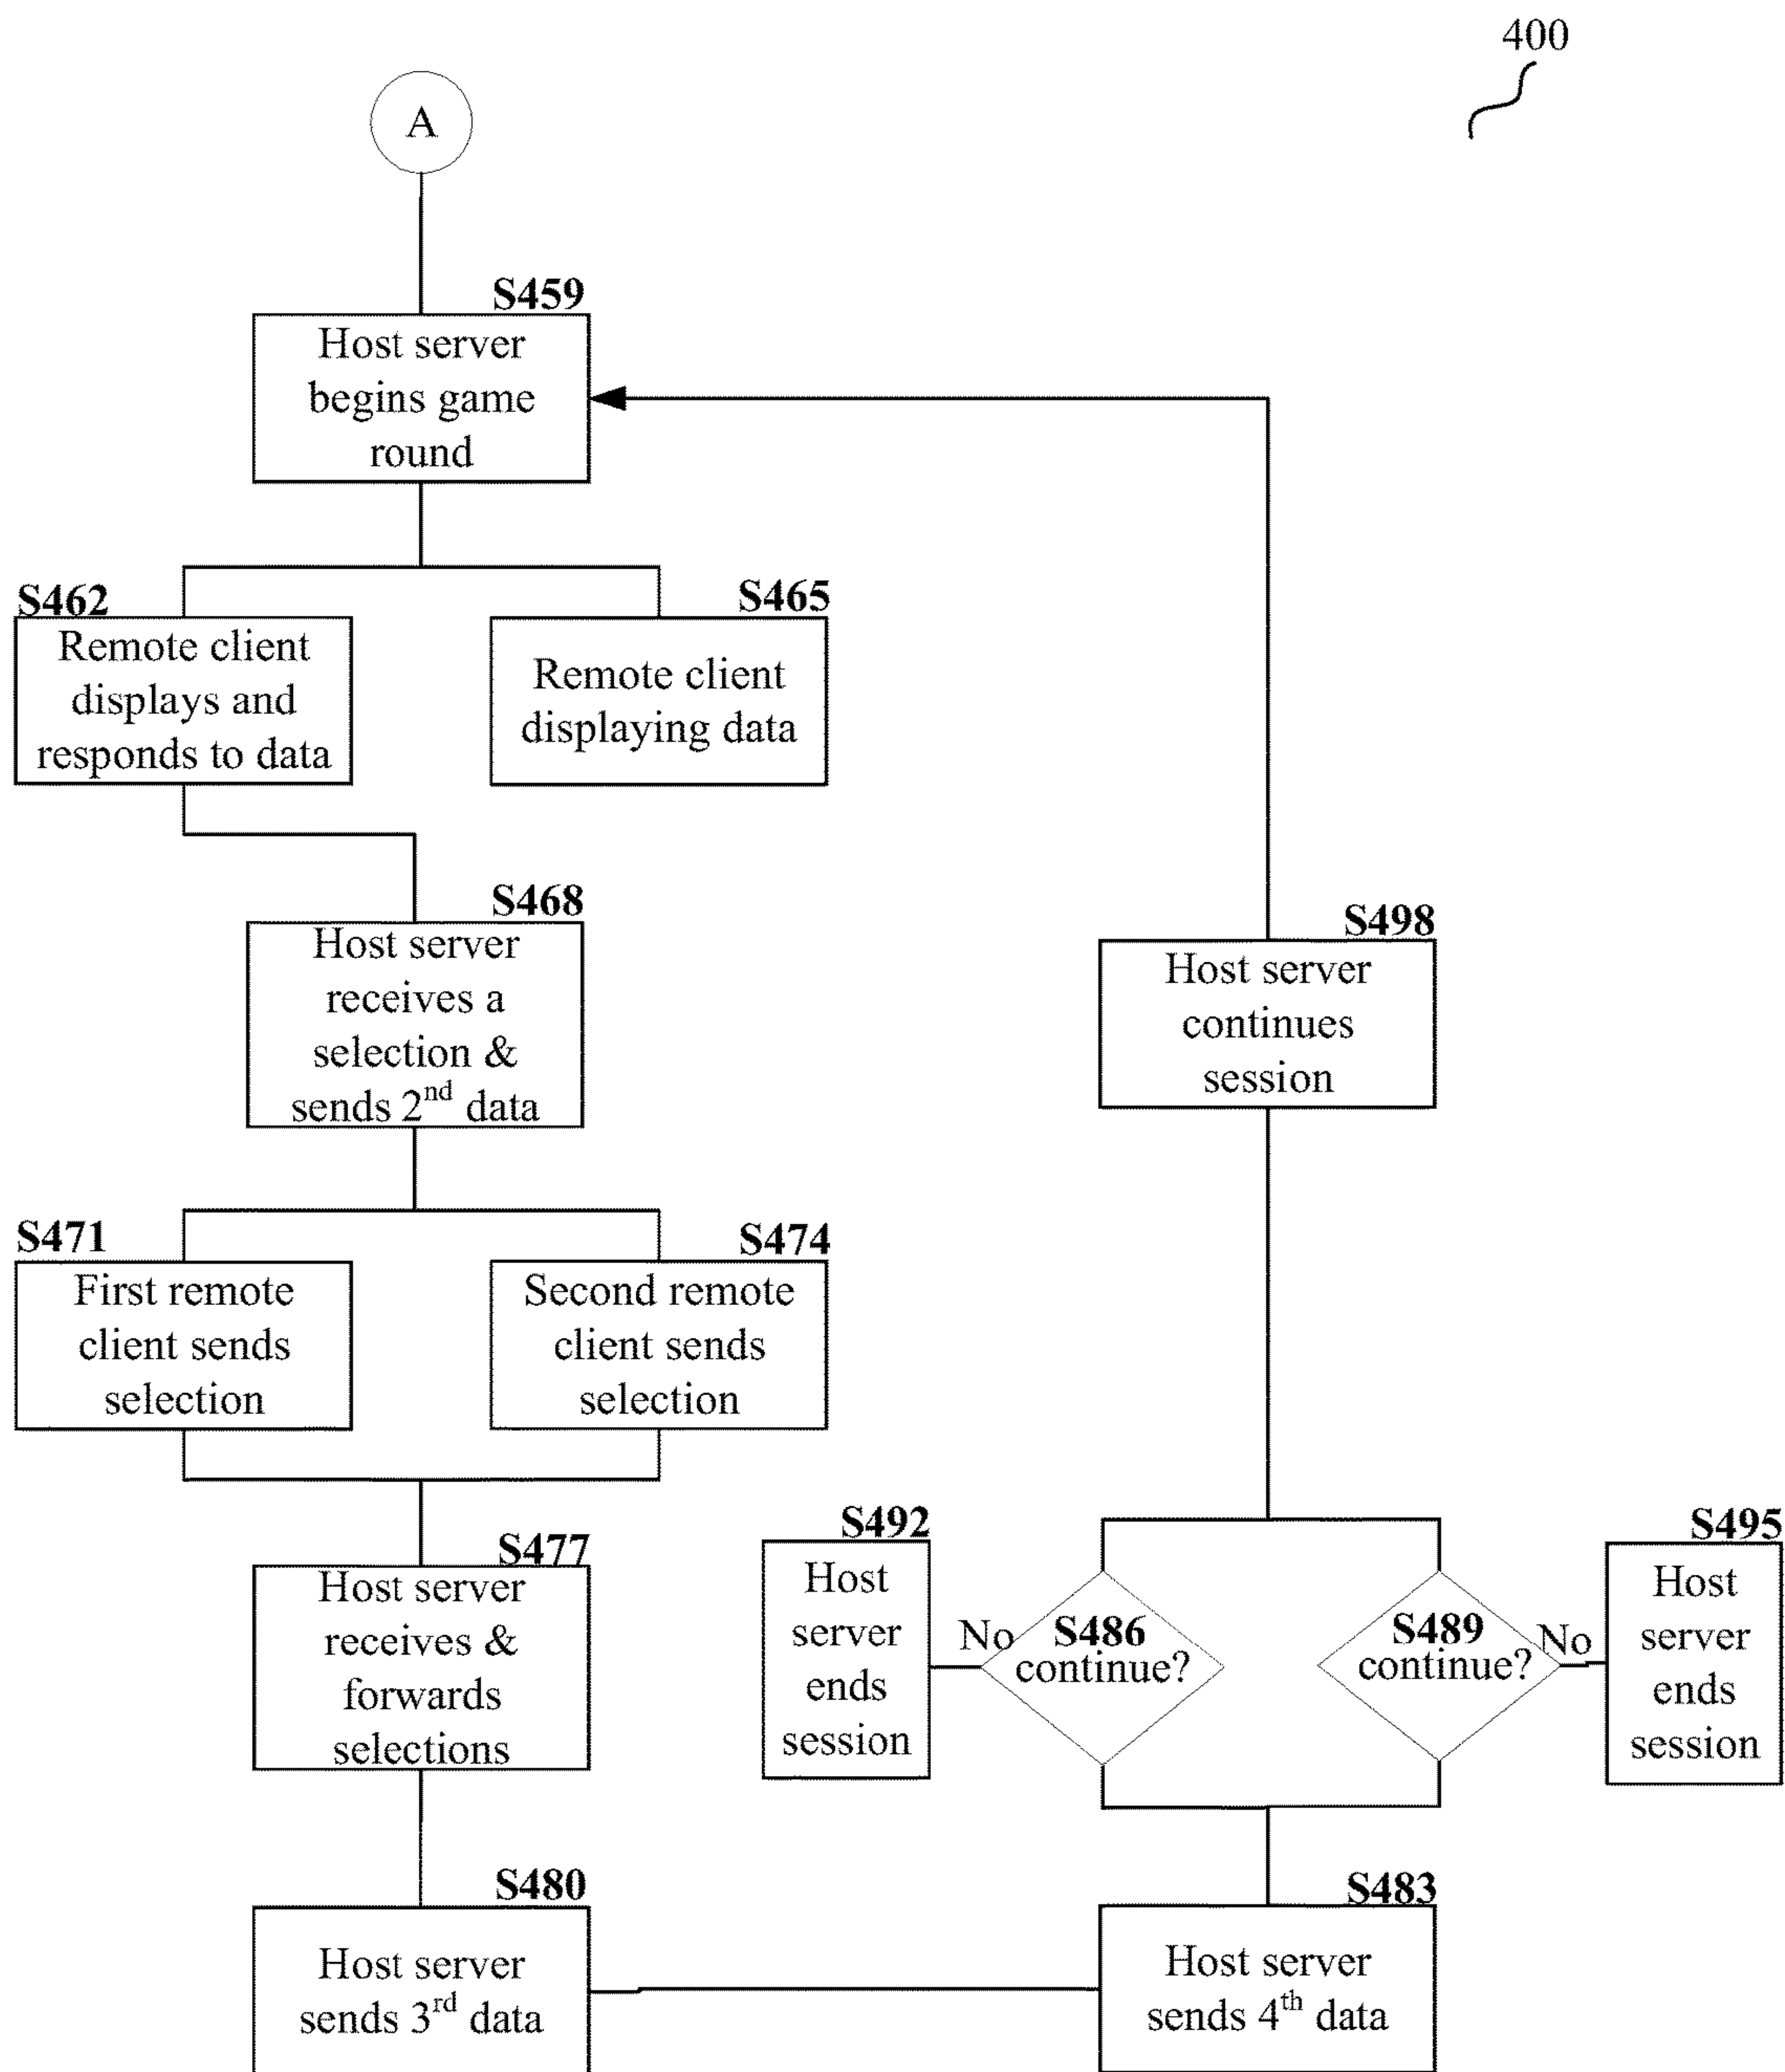 400
A
S459
Host server
begins game
round
S462
Remote client
displays and
responds to data
S465
Remote client
displaying data
S468
Host server
receives a
selection &
sends 2nd data
S498
Host server
continues
session
S471
First remote
client sends
selection
S474
Second remote
client sends
selection
S477
Host server
receives &
forwards
selections
S492
Host
server
ends
session
No
S486
continue?
S489
continue?
No
S495
Host
server
ends
session
S480
Host server
sends 3rd data
S483
Host server
sends 4th data